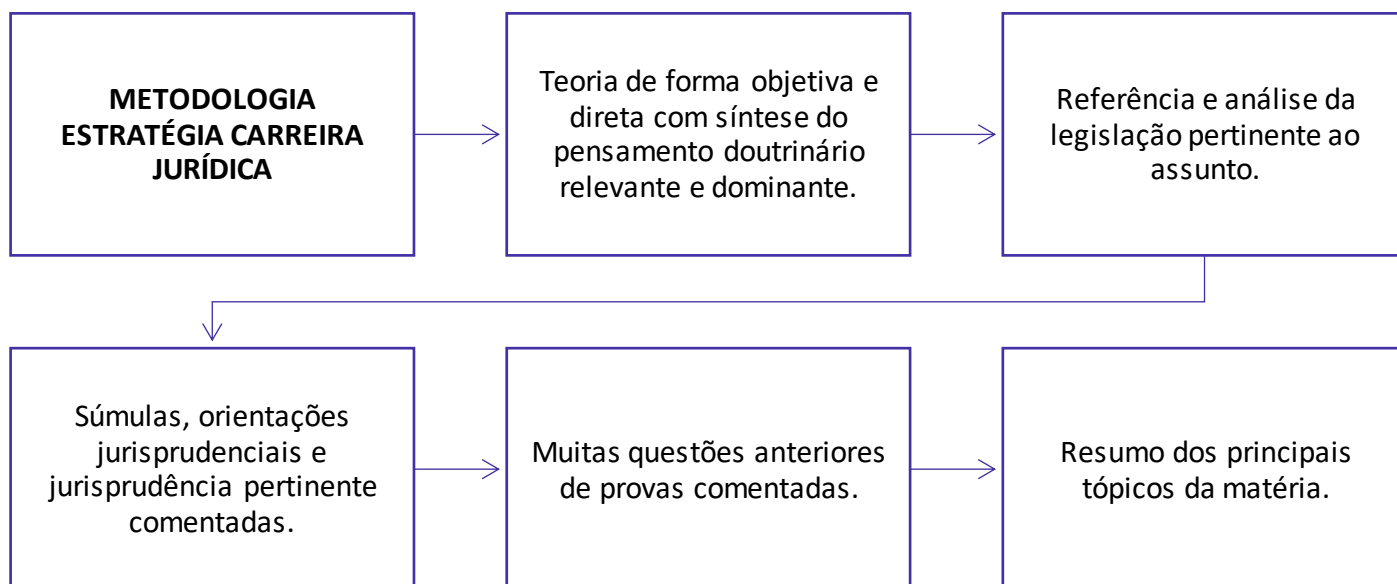 METODOLOGIA
ESTRATÉGIA CARREIRA
JURÍDICA
Teoria de forma objetiva e
direta com síntese do
pensamento doutrinário
relevante e dominante.
Referência e análise da
legislação pertinente ao
assunto.
Súmulas, orientações
jurisprudenciais e
jurisprudência pertinente
comentadas.
Muitas questões anteriores
de provas comentadas.
Resumo dos principais
tópicos da matéria.